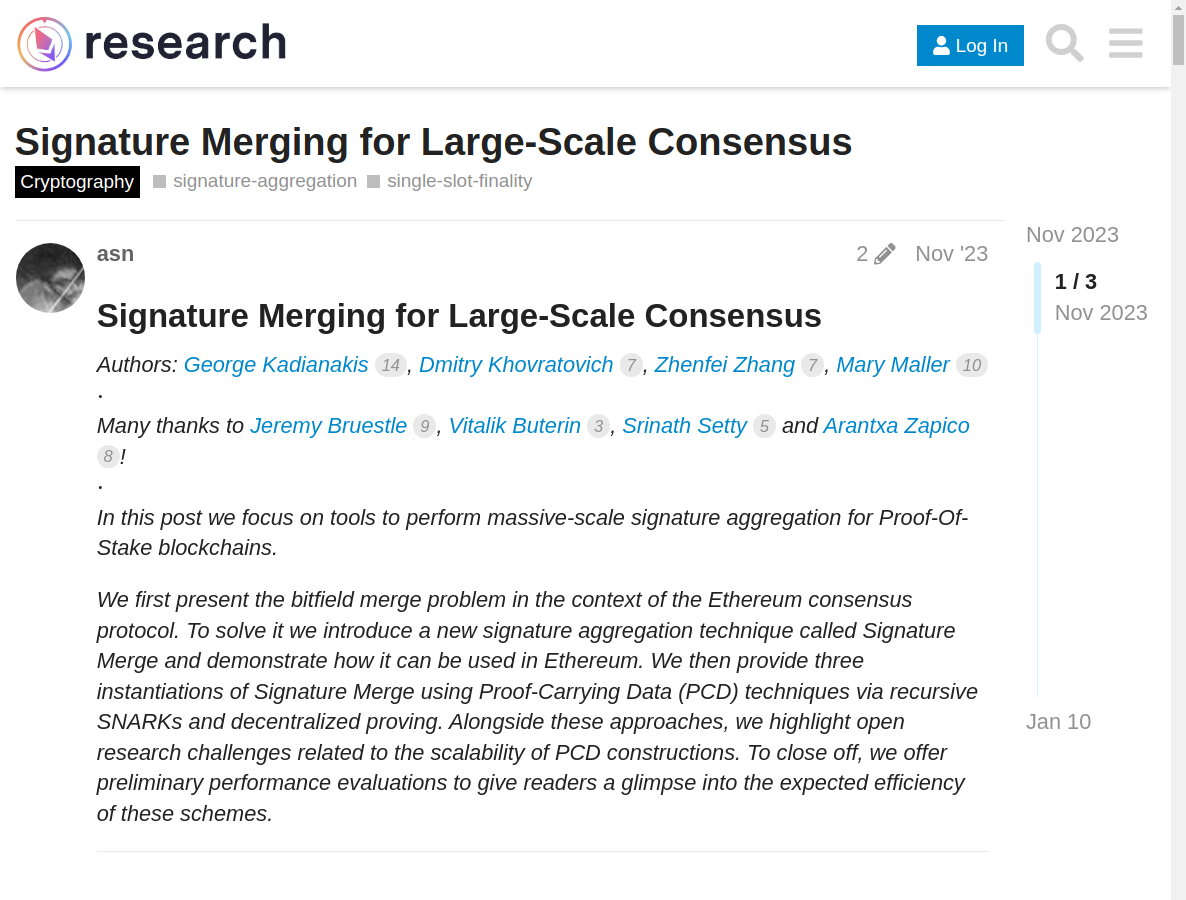 research
Log In
Signature Merging for Large-Scale Consensus
Cryptography signature-aggregation single-slot-finality
asn 2 Nov '23
Signature Merging for Large-Scale Consensus
Authors: George Kadianakis 14, Dmitry Khovratovich 7, Zhenfei Zhang 7, Mary Maller 10
.
Many thanks to Jeremy Bruestle 9, Vitalik Buterin 3, Srinath Setty 5 and Arantxa Zapico
8!
.
In this post we focus on tools to perform massive-scale signature aggregation for Proof-Of-
Stake blockchains.
We first present the bitfield merge problem in the context of the Ethereum consensus
protocol. To solve it we introduce a new signature aggregation technique called Signature
Merge and demonstrate how it can be used in Ethereum. We then provide three
instantiations of Signature Merge using Proof-Carrying Data (PCD) techniques via recursive
SNARKs and decentralized proving. Alongside these approaches, we highlight open
research challenges related to the scalability of PCD constructions. To close off, we offer
preliminary performance evaluations to give readers a glimpse into the expected efficiency
of these schemes.
Nov 2023
1 / 3
Nov 2023
Jan 10